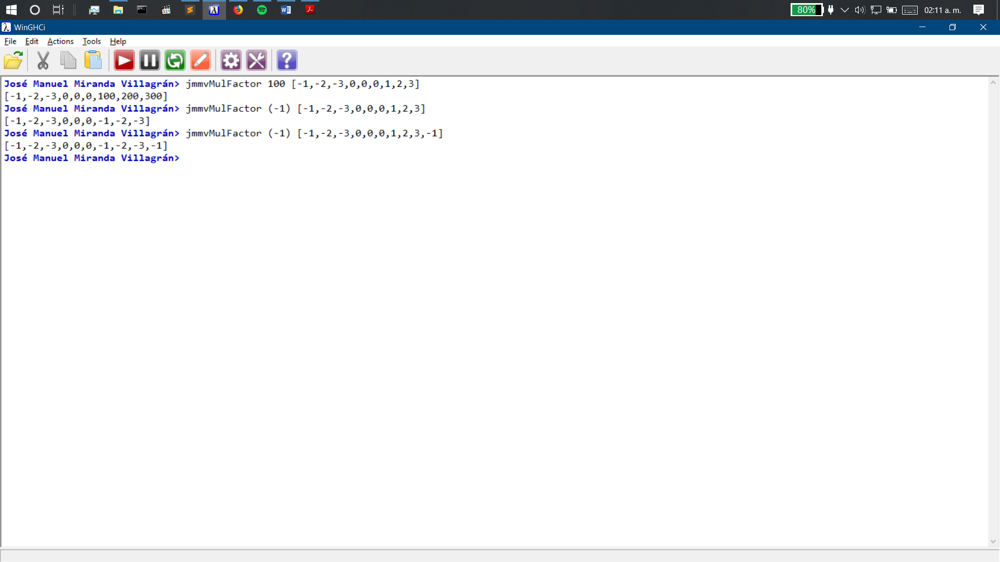 80% 02:11 a. m.
WinGHCi
File Edit Actions Tools Help
José Manuel Miranda Villagrán> jmmvMulFactor 100 [-1,-2,-3,0,0,0,1,2,3]
[-1,-2,-3,0,0,0,100,200,300]
José Manuel Miranda Villagrán> jmmvMulFactor (-1) [-1,-2,-3,0,0,0,1,2,3]
[-1,-2,-3,0,0,0,-1,-2,-3]
José Manuel Miranda Villagrán> jmmvMulFactor (-1) [-1,-2,-3,0,0,0,1,2,3,-1]
[-1,-2,-3,0,0,0,-1,-2,-3,-1]
José Manuel Miranda Villagrán>